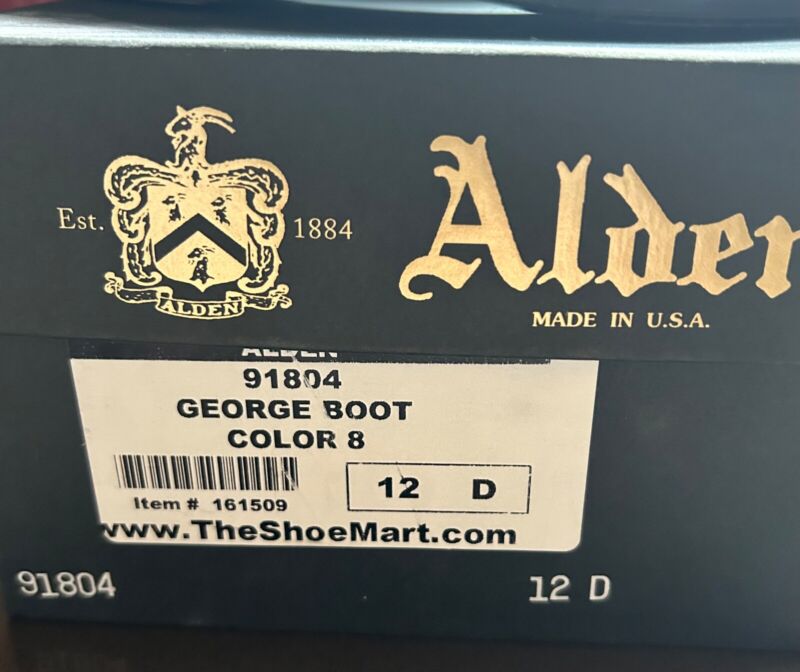 Est. 1884
ALDEN
Alden
MADE IN U.S.A.
ALDEN
91804
GEORGE BOOT
COLOR 8
12 D
Item # 161509
www.TheShoeMart.com
91804 12 D